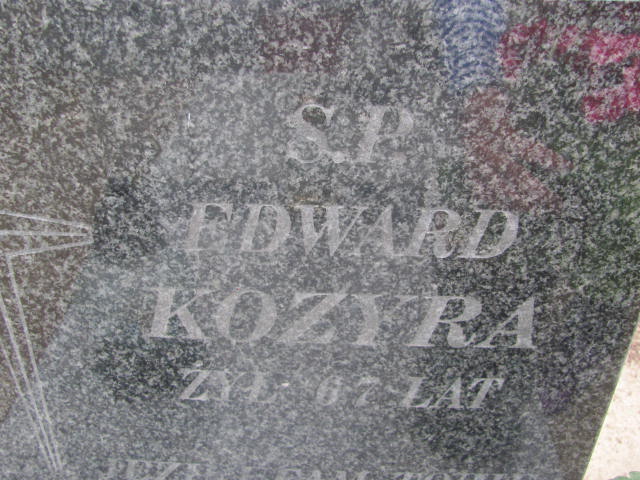 Ś.P.
EDWARD
KOZYRA
ŻYŁ 67 LAT